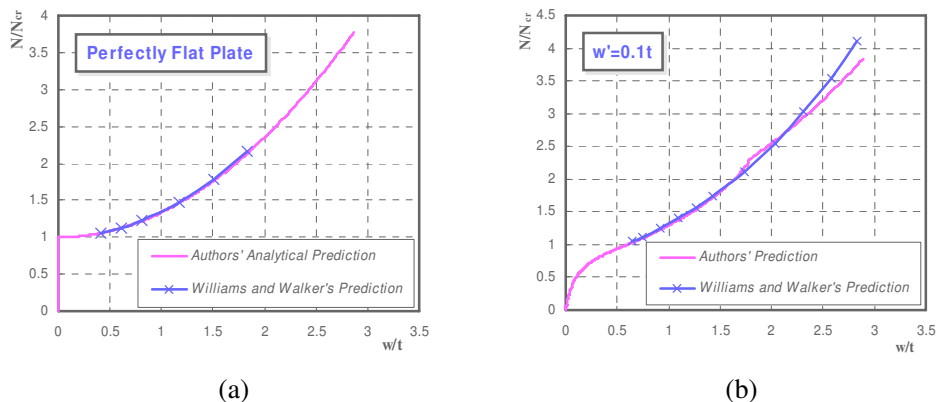 N/Ncr
4
3.5
3
2.5
2
1.5
1
0.5
0
Perfectly Flat Plate
Authors' Analytical Prediction
Williams and Walker's Prediction
0 0.5 1 1.5 2 2.5 3 3.5
w/t
(a)
N/Ncr
4.5
4
3.5
3
2.5
2
1.5
1
0.5
0
w'=0.1t
Authors' Prediction
Williams and Walker's Prediction
0 0.5 1 1.5 2 2.5 3 3.5
w/t
(b)